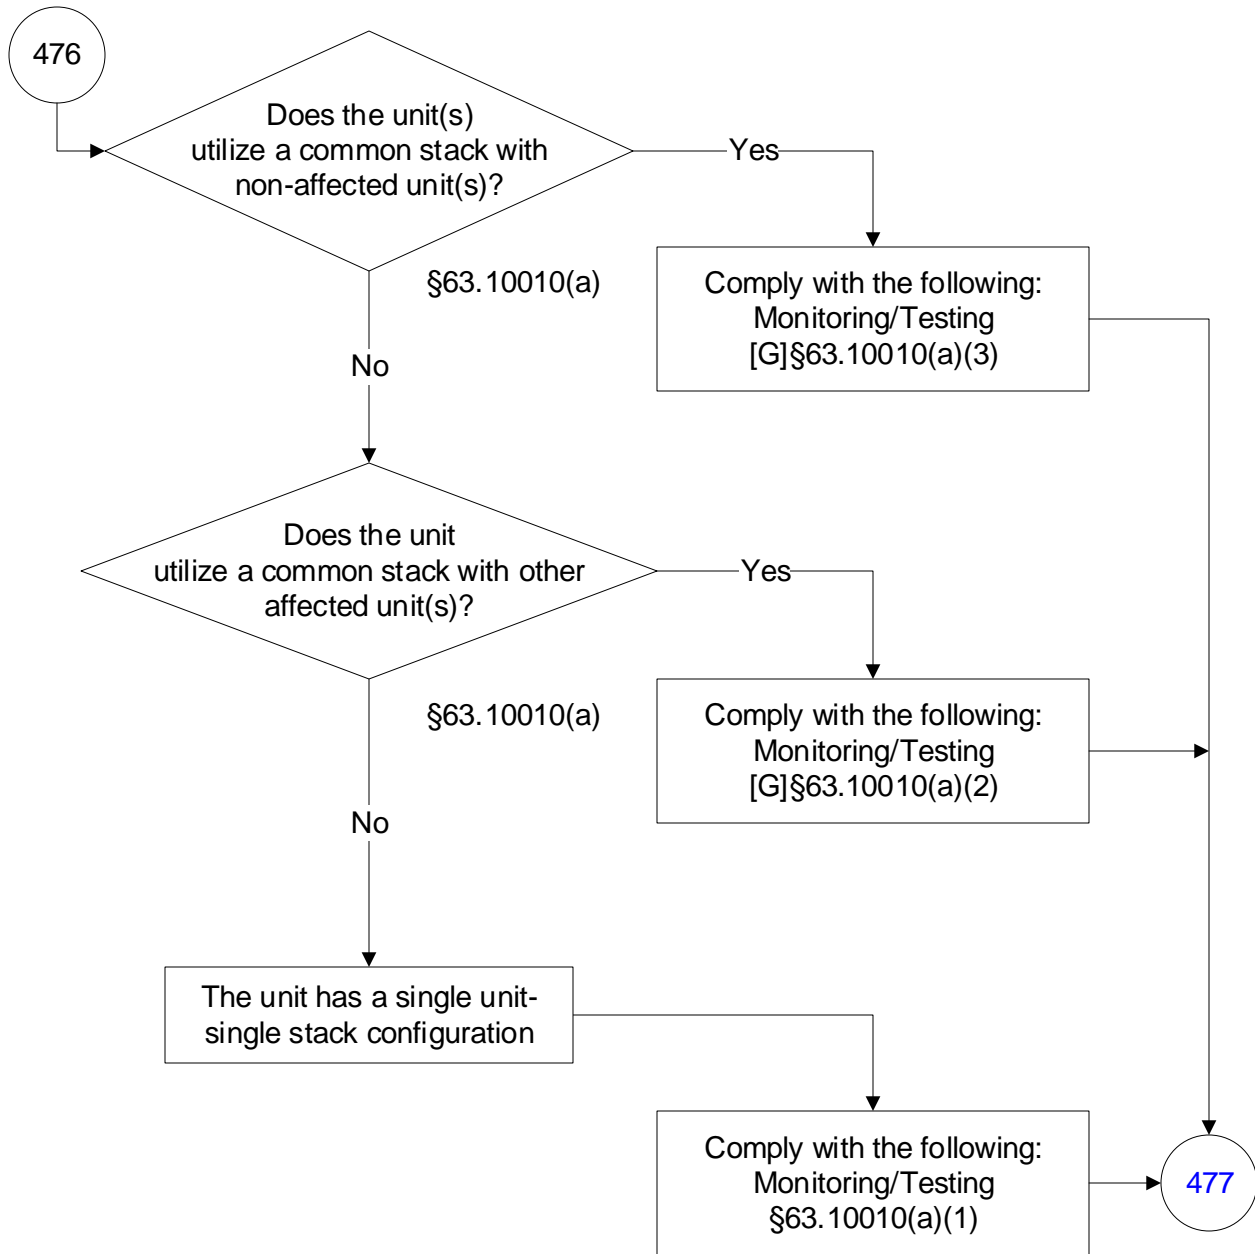 476
Does the unit(s)
utilize a common stack with
non-affected unit(s)?
Yes
§63.10010(a)
Comply with the following:
Monitoring/Testing
[G]§63.10010(a)(3)
No
Does the unit
utilize a common stack with other
affected unit(s)?
Yes
§63.10010(a)
Comply with the following:
Monitoring/Testing
[G]§63.10010(a)(2)
No
The unit has a single unit-
single stack configuration
Comply with the following:
Monitoring/Testing
§63.10010(a)(1)
477